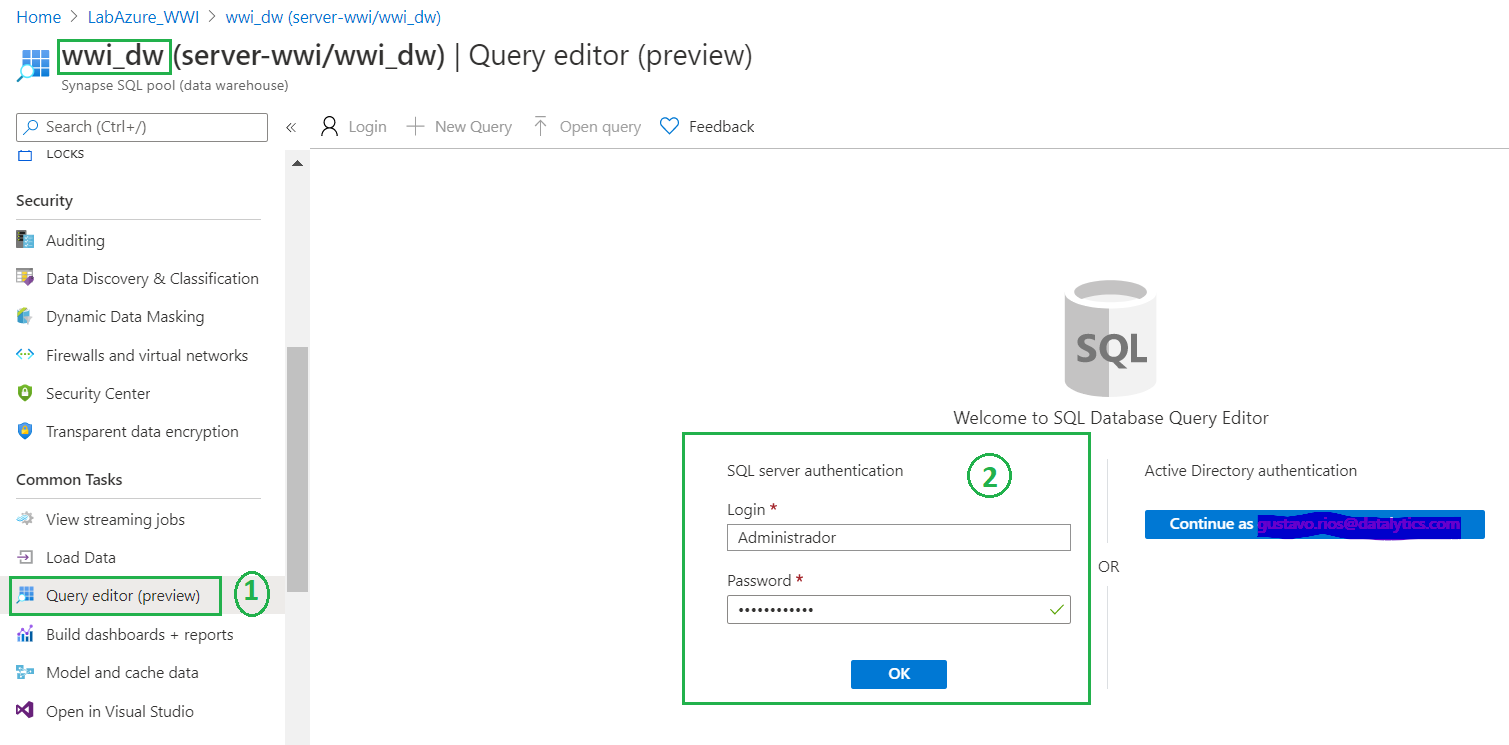 Home > LabAzure_WWI > wwi_dw (server-wwi/wwi_dw)
wwi_dw (server-wwi/wwi_dw) | Query editor (preview)
Synapse SQL pool (data warehouse)
Search (Ctrl+/)
«
Login
New Query
Open query
Feedback
Locks
Security
Auditing
Data Discovery & Classification
Dynamic Data Masking
Firewalls and virtual networks
Security Center
Transparent data encryption
Common Tasks
View streaming jobs
Load Data
Query editor (preview)
1
Build dashboards + reports
Model and cache data
Open in Visual Studio
SQL
Welcome to SQL Database Query Editor
SQL server authentication
2
Login *
Administrador
Password *
••••••••••••
OK
OR
Active Directory authentication
Continue as